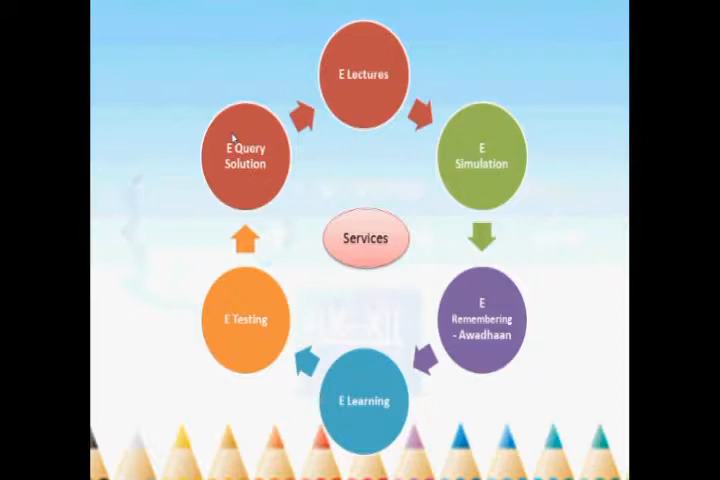 E Lectures
E
Simulation
E
Remembering
- Awadhaan
E Learning
E Testing
E Query
Solution
Services